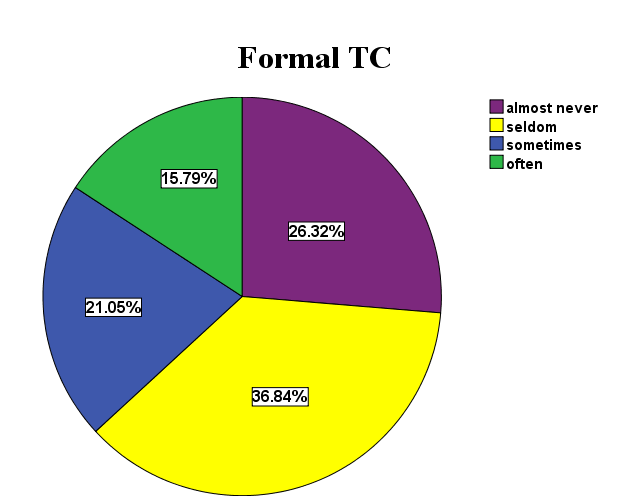 Formal TC
almost never
seldom
sometimes
often
15.79%
26.32%
21.05%
36.84%